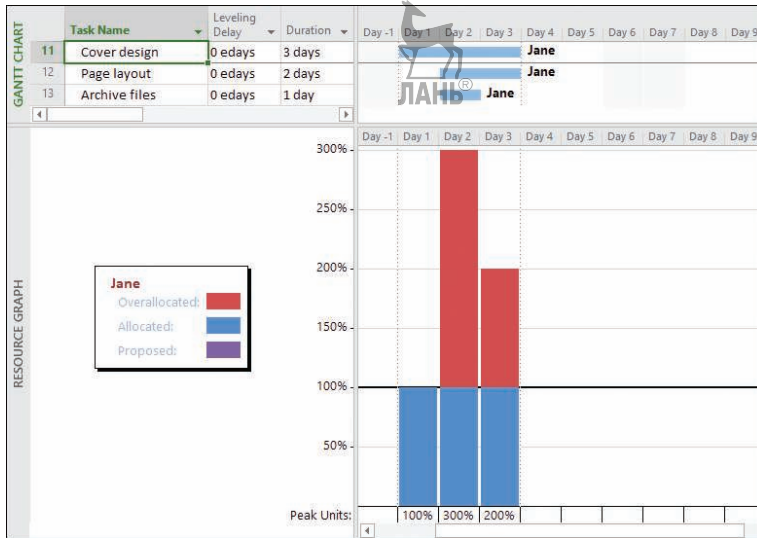 GANTT CHART
Task Name
Leveling Delay
Duration
11 Cover design 0 edays 3 days
12 Page layout 0 edays 2 days
13 Archive files 0 edays 1 day
Day -1 Day 1 Day 2 Day 3 Day 4 Day 5 Day 6 Day 7 Day 8 Day 9
Jane
Jane
Jane
ЛАНЬ®
RESOURCE GRAPH
Jane
Overallocated:
Allocated:
Proposed:
Day -1 Day 1 Day 2 Day 3 Day 4 Day 5 Day 6 Day 7 Day 8 Day 9
300%
250%
200%
150%
100%
50%
Peak Units: 100% 300% 200%